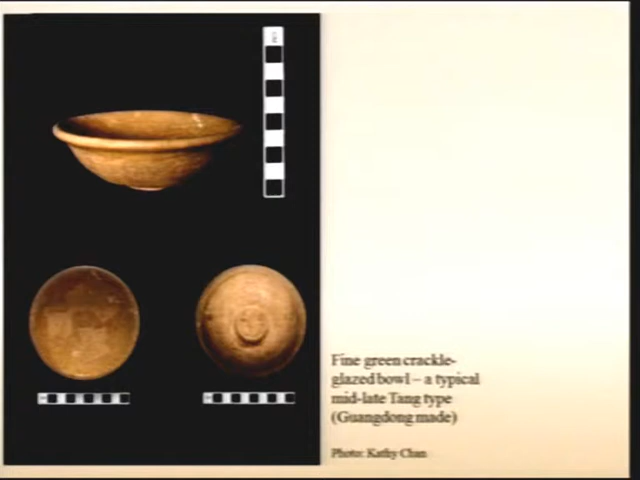 Fine green crackle-
glazed bowl – a typical
mid-late Tang type
(Guangdong made)
Photo: Kathy Chan